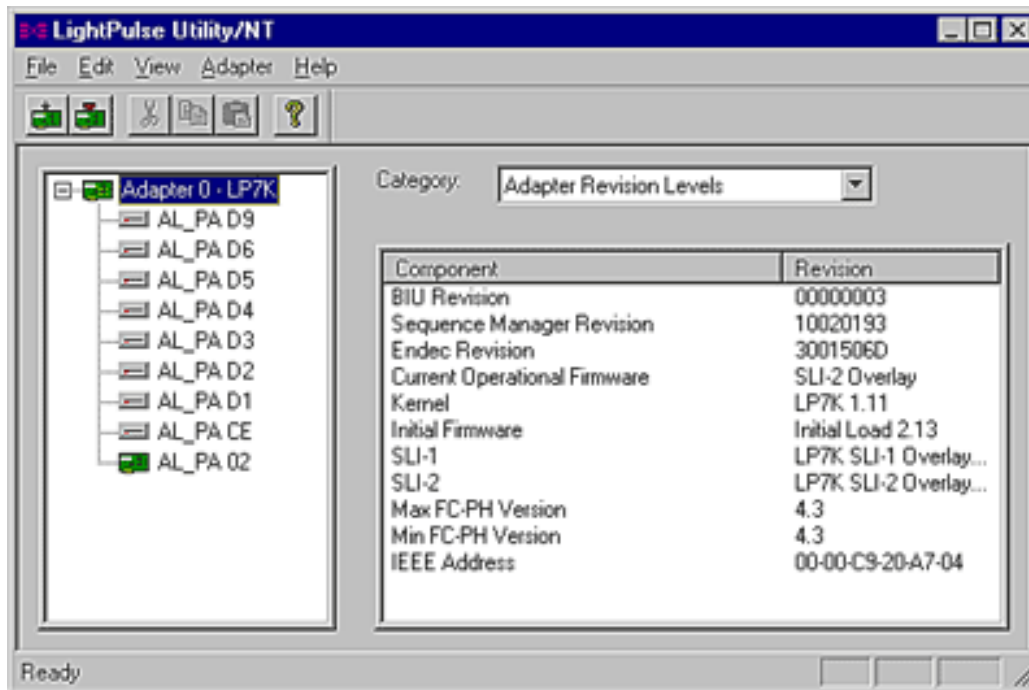 LightPulse Utility/NT
File Edit View Adapter Help
Adapter 0 - LP7K
AL_PA D9
AL_PA D6
AL_PA D5
AL_PA D4
AL_PA D3
AL_PA D2
AL_PA D1
AL_PA CE
AL_PA 02
Category: Adapter Revision Levels
Component Revision
BIU Revision 00000003
Sequence Manager Revision 10020193
Endec Revision 3001506D
Current Operational Firmware SLI-2 Overlay
Kernel LP7K 1.11
Initial Firmware Initial Load 2.13
SLI-1 LP7K SLI-1 Overlay...
SLI-2 LP7K SLI-2 Overlay...
Max FC-PH Version 4.3
Min FC-PH Version 4.3
IEEE Address 00-00-C9-20-A7-04
Ready